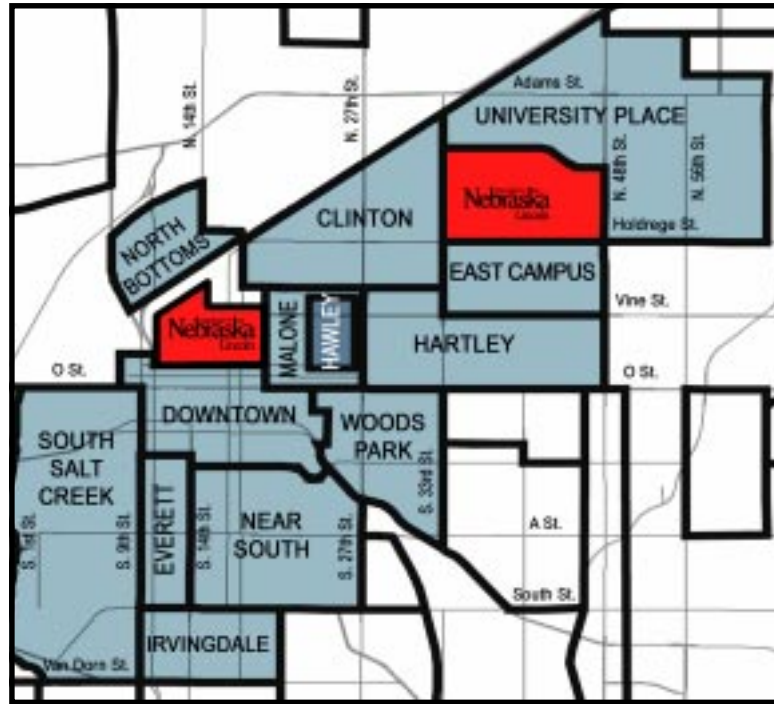 N. 14th St.
N. 27th St.
Adams St.
UNIVERSITY PLACE
N. 48th St.
N. 56th St.
Nebraska
Lincoln
Holdrege St.
CLINTON
NORTH
BOTTOMS
EAST CAMPUS
Vine St.
Nebraska
Lincoln
MALONE
HAWLEY
HARTLEY
O St.
O St.
DOWNTOWN
WOODS
PARK
SOUTH
SALT
CREEK
S. 33rd St.
EVERETT
S. 14th St.
NEAR
SOUTH
S. 27th St.
A St.
S. 1st St.
S. 9th St.
South St.
IRVINGDALE
Van Dorn St.